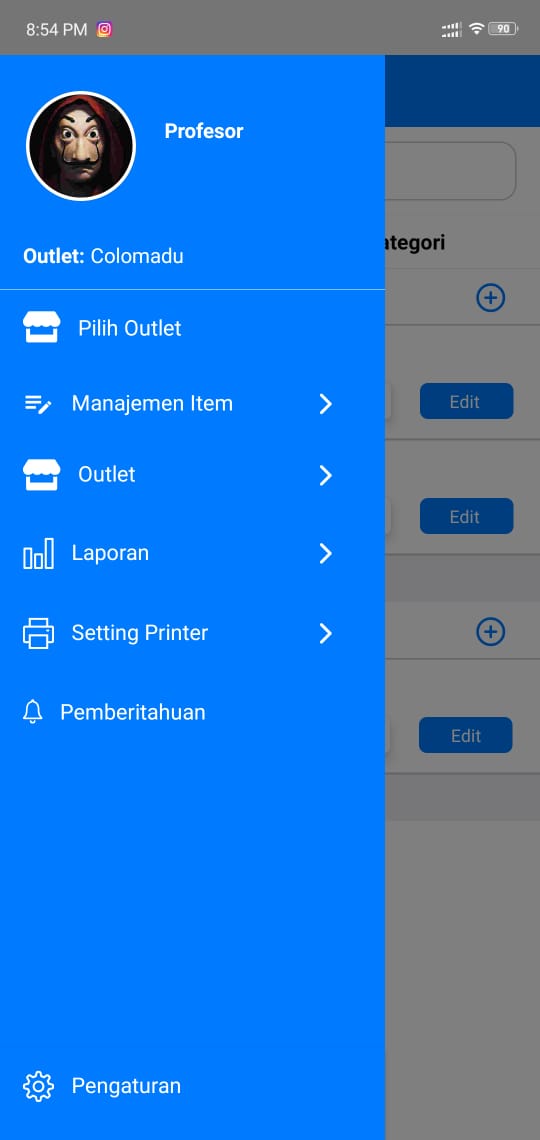 8:54 PM
90
Profesor
Outlet: Colomadu
ategori
Pilih Outlet
Manajemen Item
Edit
Outlet
Edit
Laporan
Setting Printer
Pemberitahuan
Edit
Pengaturan